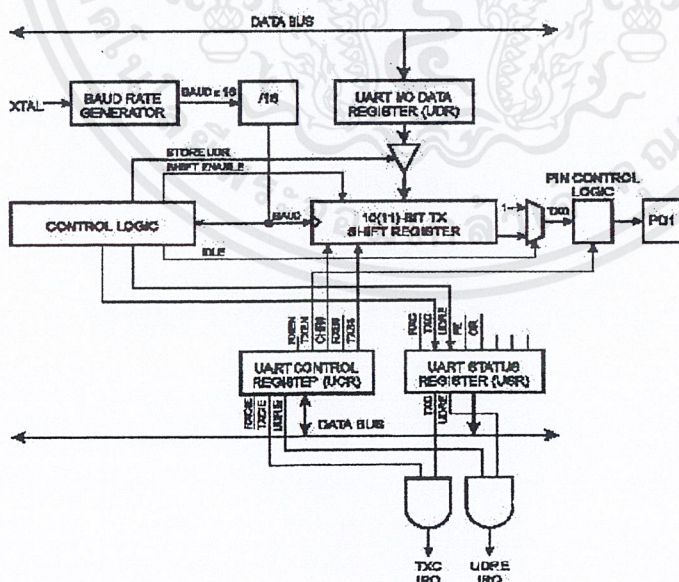 DATA BUS
XTAL
BAUD RATE
GENERATOR
BAUD x 16
/16
UART I/O DATA
REGISTER (UDR)
STORE UDR
SHIFT ENABLE
PIN CONTROL
LOGIC
CONTROL LOGIC
BAUD
10(11)-BIT TX
SHIFT REGISTER
1
TXD
PD1
IDLE
RXEN
TXEN
CHR9
RXB8
TXB8
RXC
TXC
UDRE
FE
OR
UART CONTROL
REGISTER (UCR)
UART STATUS
REGISTER (USR)
RXCIE
TXCIE
UDRIE
TXC
UDRE
DATA BUS
TXC
IRQ
UDRE
IRQ